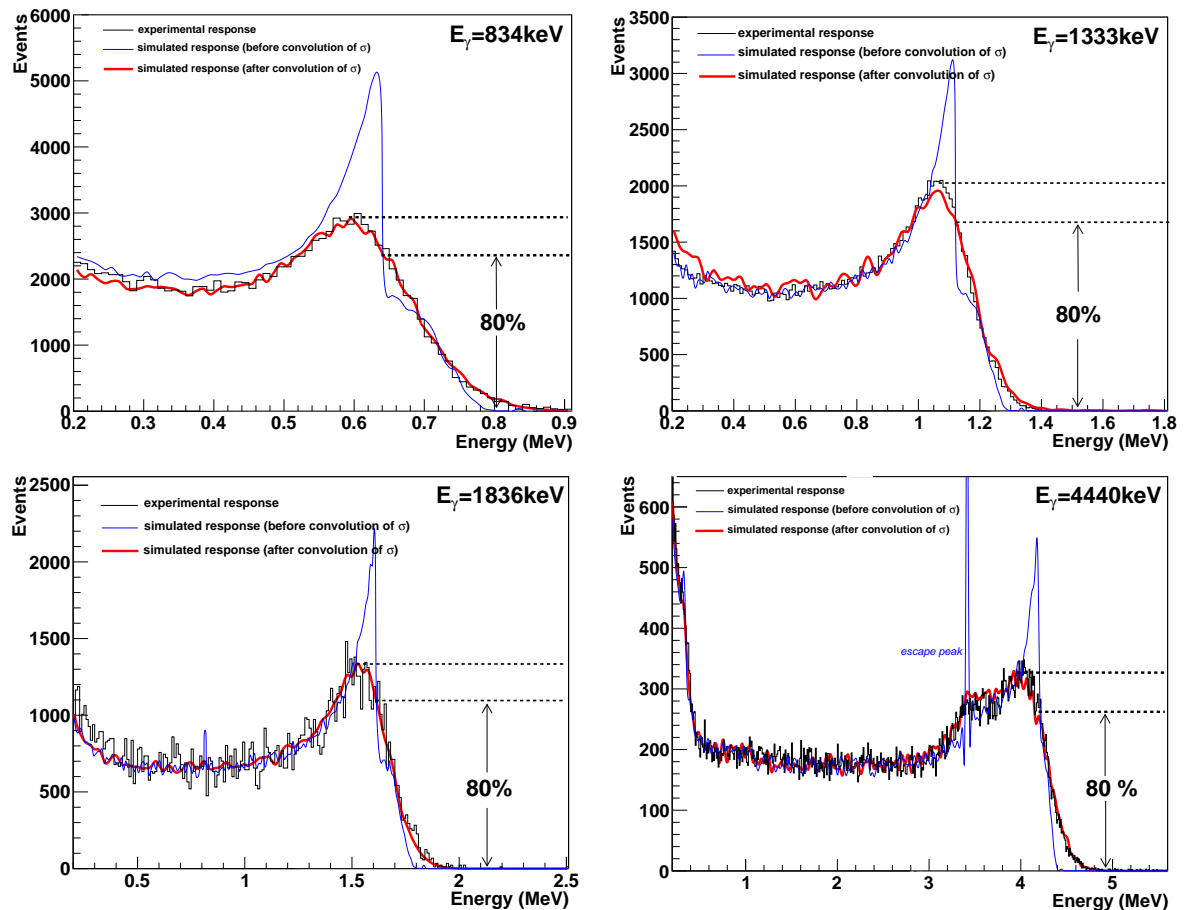 Events
6000
5000
4000
3000
2000
1000
0
experimental response
simulated response (before convolution of σ)
simulated response (after convolution of σ)
Eγ=834keV
80%
0.2 0.3 0.4 0.5 0.6 0.7 0.8 0.9
Energy (MeV)
Events
3500
3000
2500
2000
1500
1000
500
0
experimental response
simulated response (before convolution of σ)
simulated response (after convolution of σ)
Eγ=1333keV
80%
0.2 0.4 0.6 0.8 1 1.2 1.4 1.6 1.8
Energy (MeV)
Events
2500
2000
1500
1000
500
0
experimental response
simulated response (before convolution of σ)
simulated response (after convolution of σ)
Eγ=1836keV
80%
0.5 1 1.5 2 2.5
Energy (MeV)
Events
600
500
400
300
200
100
0
experimental response
simulated response (before convolution of σ)
simulated response (after convolution of σ)
Eγ=4440keV
escape peak
80 %
1 2 3 4 5
Energy (MeV)